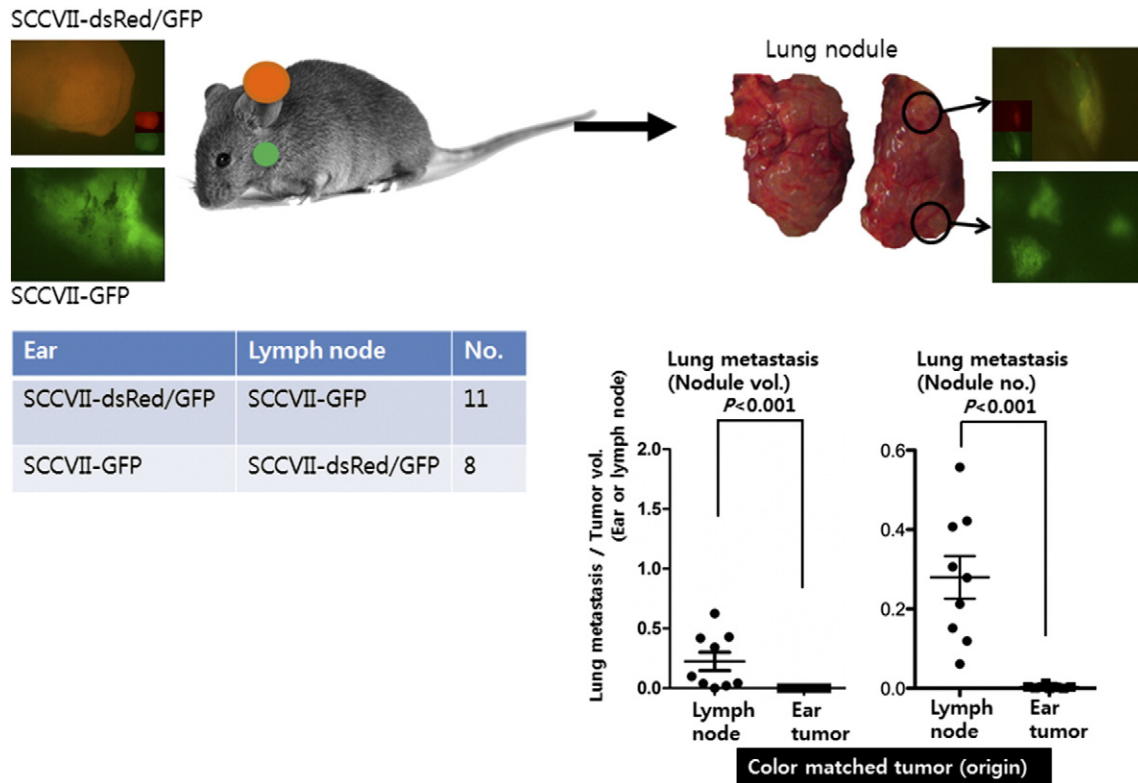 SCCVII-dsRed/GFP
Lung nodule
SCCVII-GFP
Ear Lymph node No.
SCCVII-dsRed/GFP SCCVII-GFP 11
SCCVII-GFP SCCVII-dsRed/GFP 8
Lung metastasis / Tumor vol.
(Ear or lymph node)
Lung metastasis
(Nodule vol.)
P<0.001
2.0
1.5
1.0
0.5
0.0
Lymph
node
Ear
tumor
Lung metastasis
(Nodule no.)
P<0.001
0.6
0.4
0.2
0.0
Lymph
node
Ear
tumor
Color matched tumor (origin)